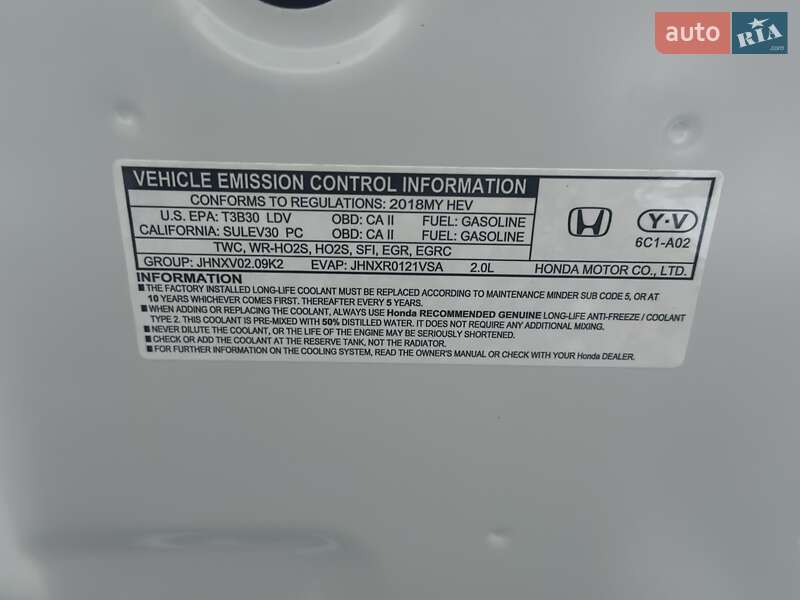 auto RIA.com
VEHICLE EMISSION CONTROL INFORMATION
CONFORMS TO REGULATIONS: 2018MY HEV
U.S. EPA: T3B30 LDV OBD: CA II FUEL: GASOLINE
CALIFORNIA: SULEV30 PC OBD: CA II FUEL: GASOLINE
TWC, WR-HO2S, HO2S, SFI, EGR, EGRC
GROUP: JHNXV02.09K2 EVAP: JHNXR0121VSA 2.0L
Y-V
6C1-A02
HONDA MOTOR CO., LTD.
INFORMATION
■ THE FACTORY INSTALLED LONG-LIFE COOLANT MUST BE REPLACED ACCORDING TO MAINTENANCE MINDER SUB CODE 5, OR AT
10 YEARS WHICHEVER COMES FIRST. THEREAFTER EVERY 5 YEARS.
■ WHEN ADDING OR REPLACING THE COOLANT, ALWAYS USE Honda RECOMMENDED GENUINE LONG-LIFE ANTI-FREEZE / COOLANT
TYPE 2. THIS COOLANT IS PRE-MIXED WITH 50% DISTILLED WATER. IT DOES NOT REQUIRE ANY ADDITIONAL MIXING.
■ NEVER DILUTE THE COOLANT, OR THE LIFE OF THE ENGINE MAY BE SERIOUSLY SHORTENED.
■ CHECK OR ADD THE COOLANT AT THE RESERVE TANK, NOT THE RADIATOR.
■ FOR FURTHER INFORMATION ON THE COOLING SYSTEM, READ THE OWNER'S MANUAL OR CHECK WITH YOUR Honda DEALER.